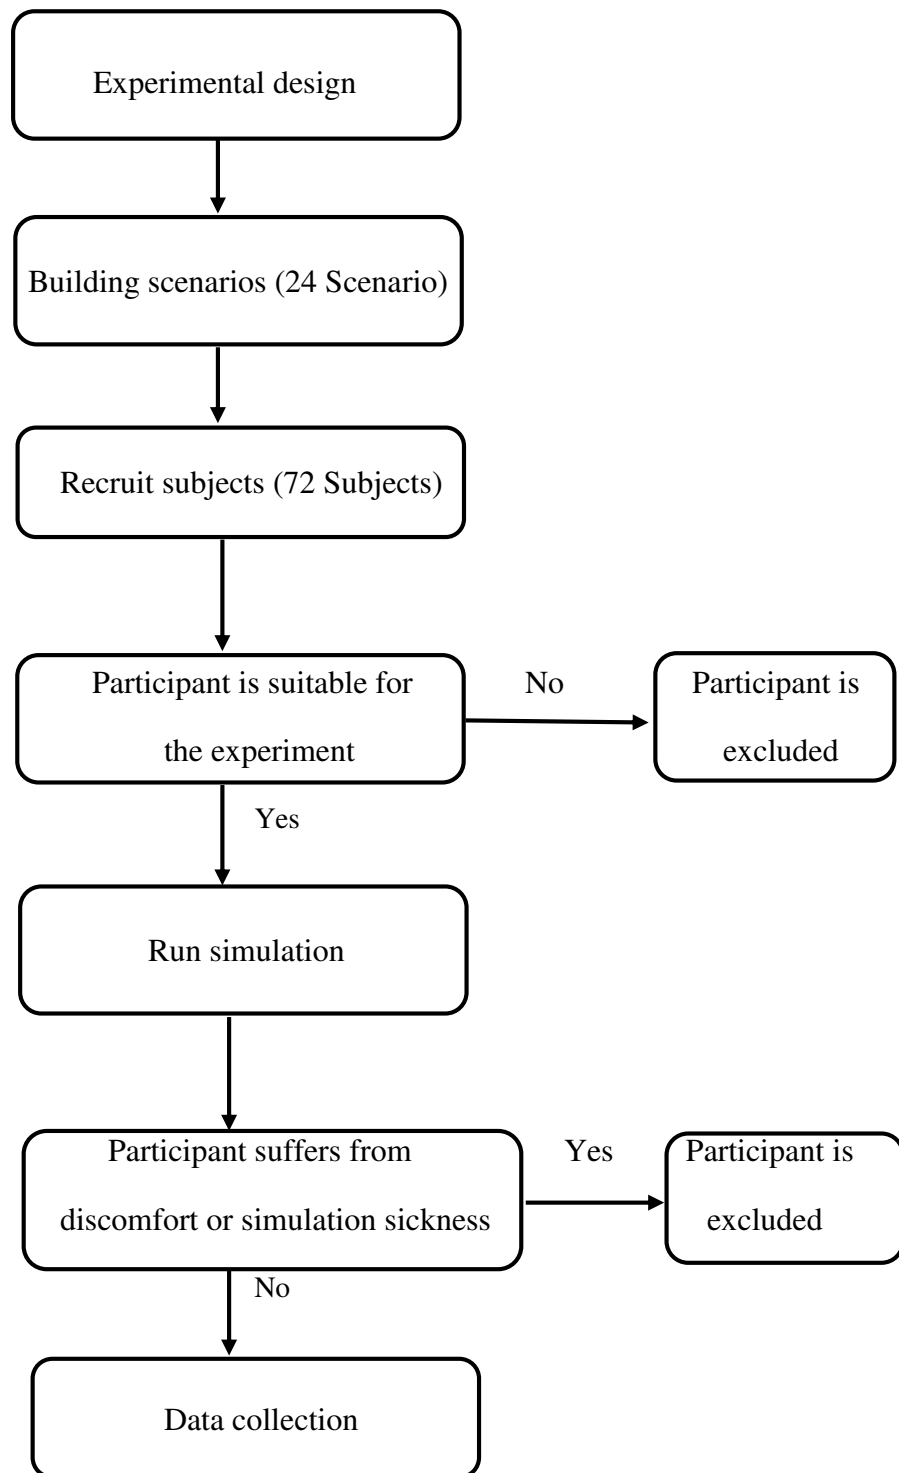 Experimental design
Building scenarios (24 Scenario)
Recruit subjects (72 Subjects)
Participant is suitable for
the experiment
No
Participant is
excluded
Yes
Run simulation
Participant suffers from
discomfort or simulation sickness
Yes
Participant is
excluded
No
Data collection